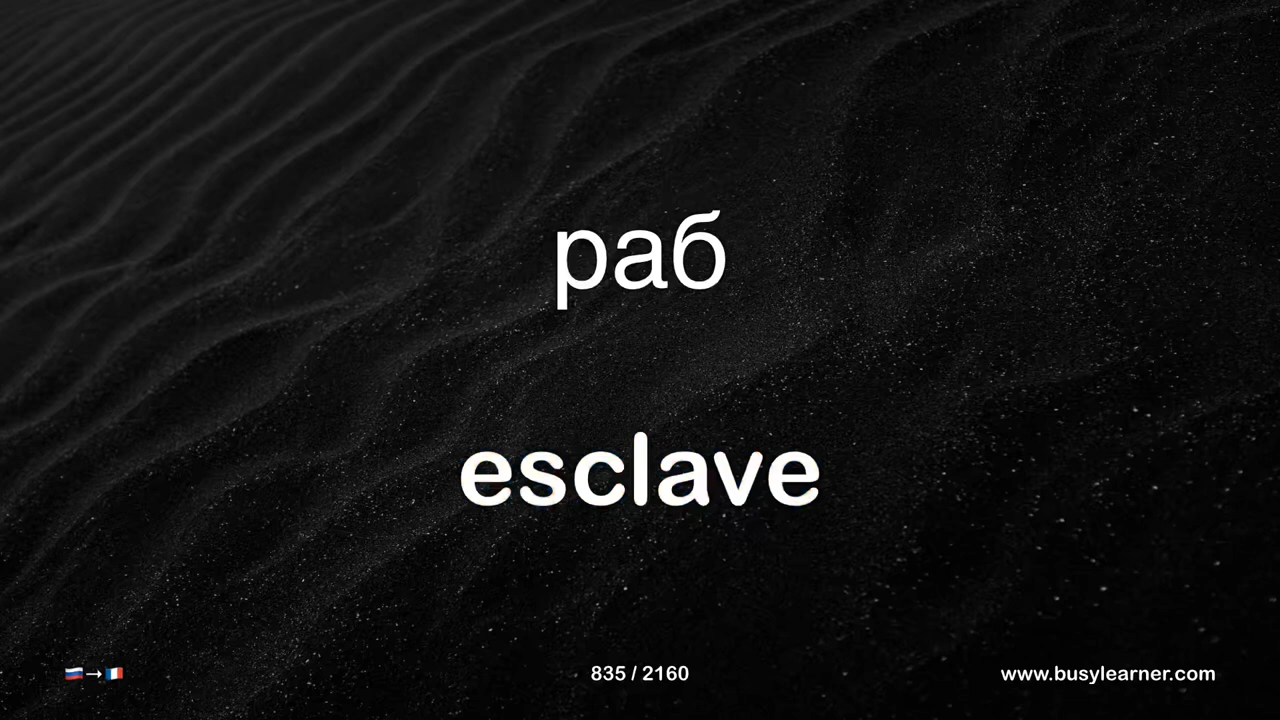 раб
esclave
🇷🇺→🇫🇷
835 / 2160
www.busylearner.com